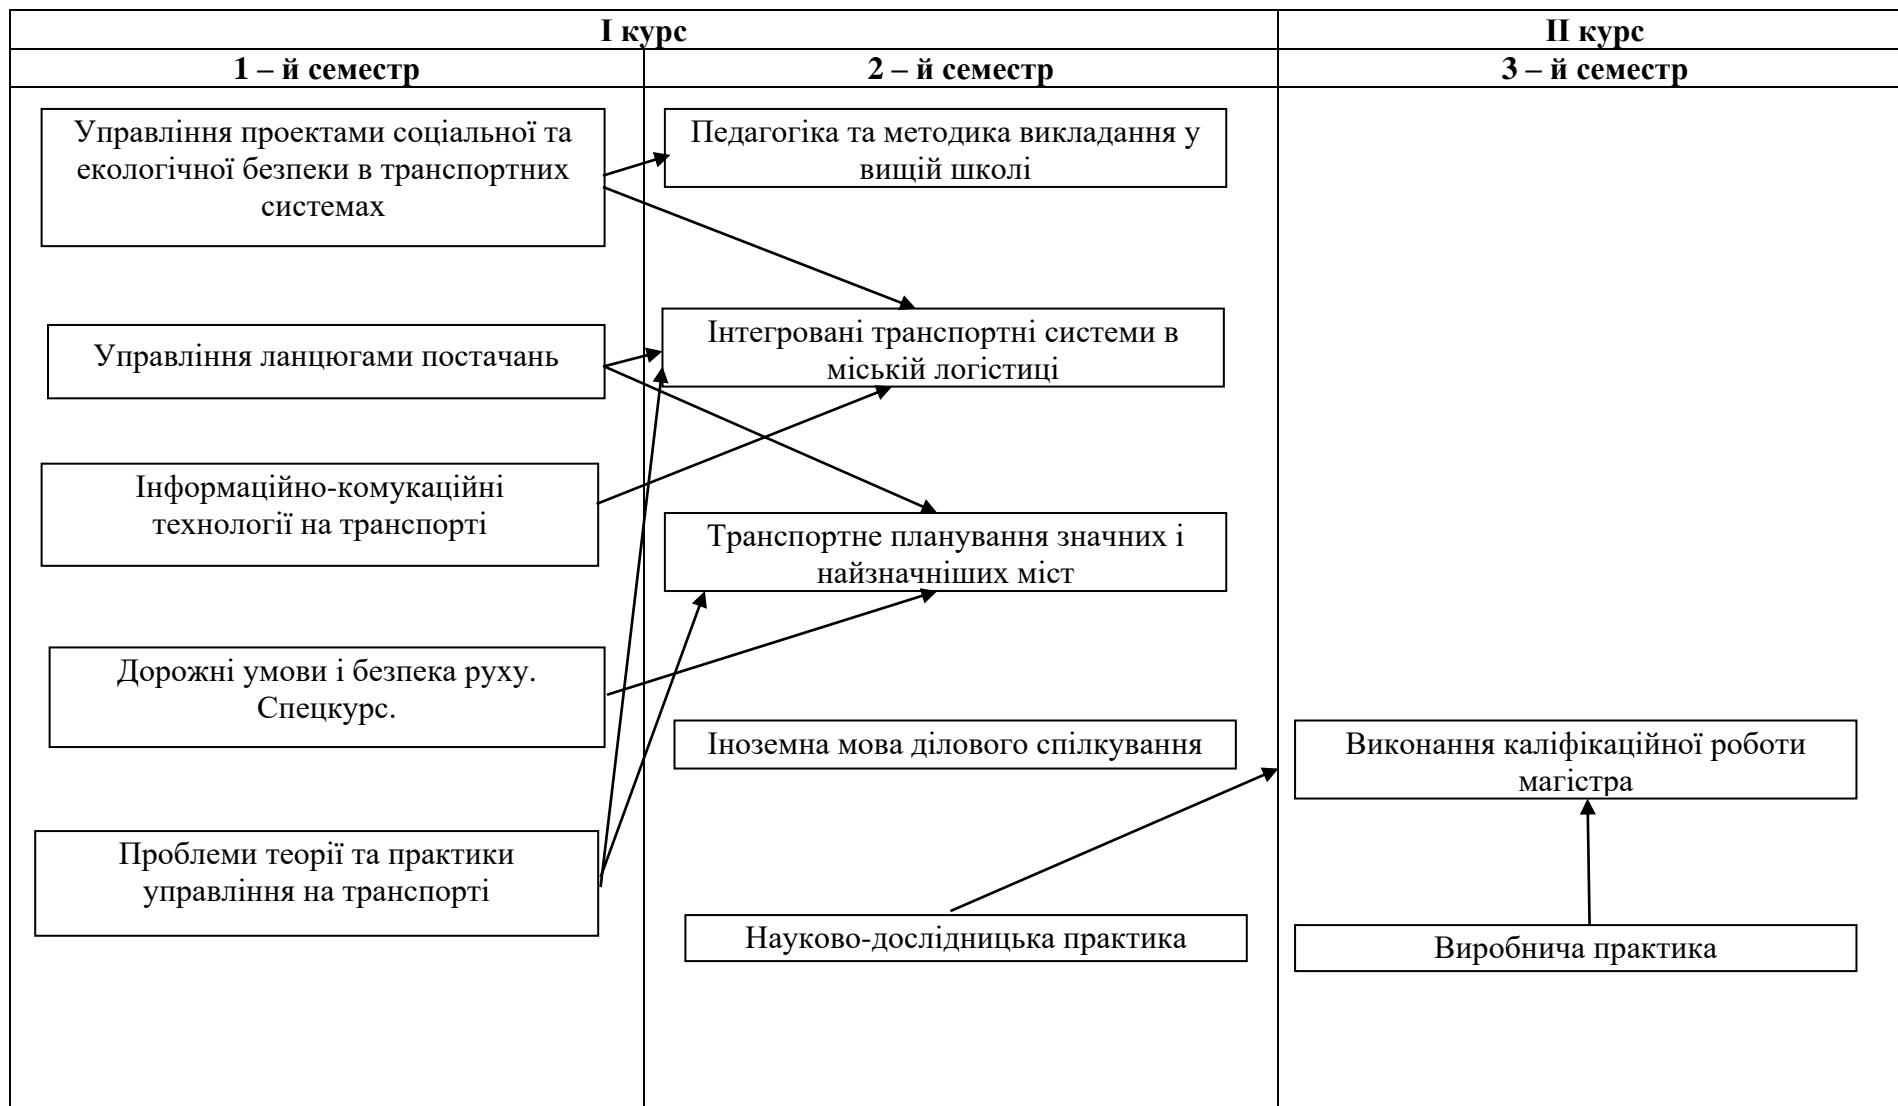 І курс
ІІ курс
1 – й семестр
2 – й семестр
3 – й семестр
Управління проектами соціальної та
екологічної безпеки в транспортних
системах
Управління ланцюгами постачань
Інформаційно-комукаційні
технології на транспорті
Дорожні умови і безпека руху.
Спецкурс.
Проблеми теорії та практики
управління на транспорті
Педагогіка та методика викладання у
вищій школі
Інтегровані транспортні системи в
міській логістиці
Транспортне планування значних і
найзначніших міст
Іноземна мова ділового спілкування
Науково-дослідницька практика
Виконання каліфікаційної роботи
магістра
Виробнича практика